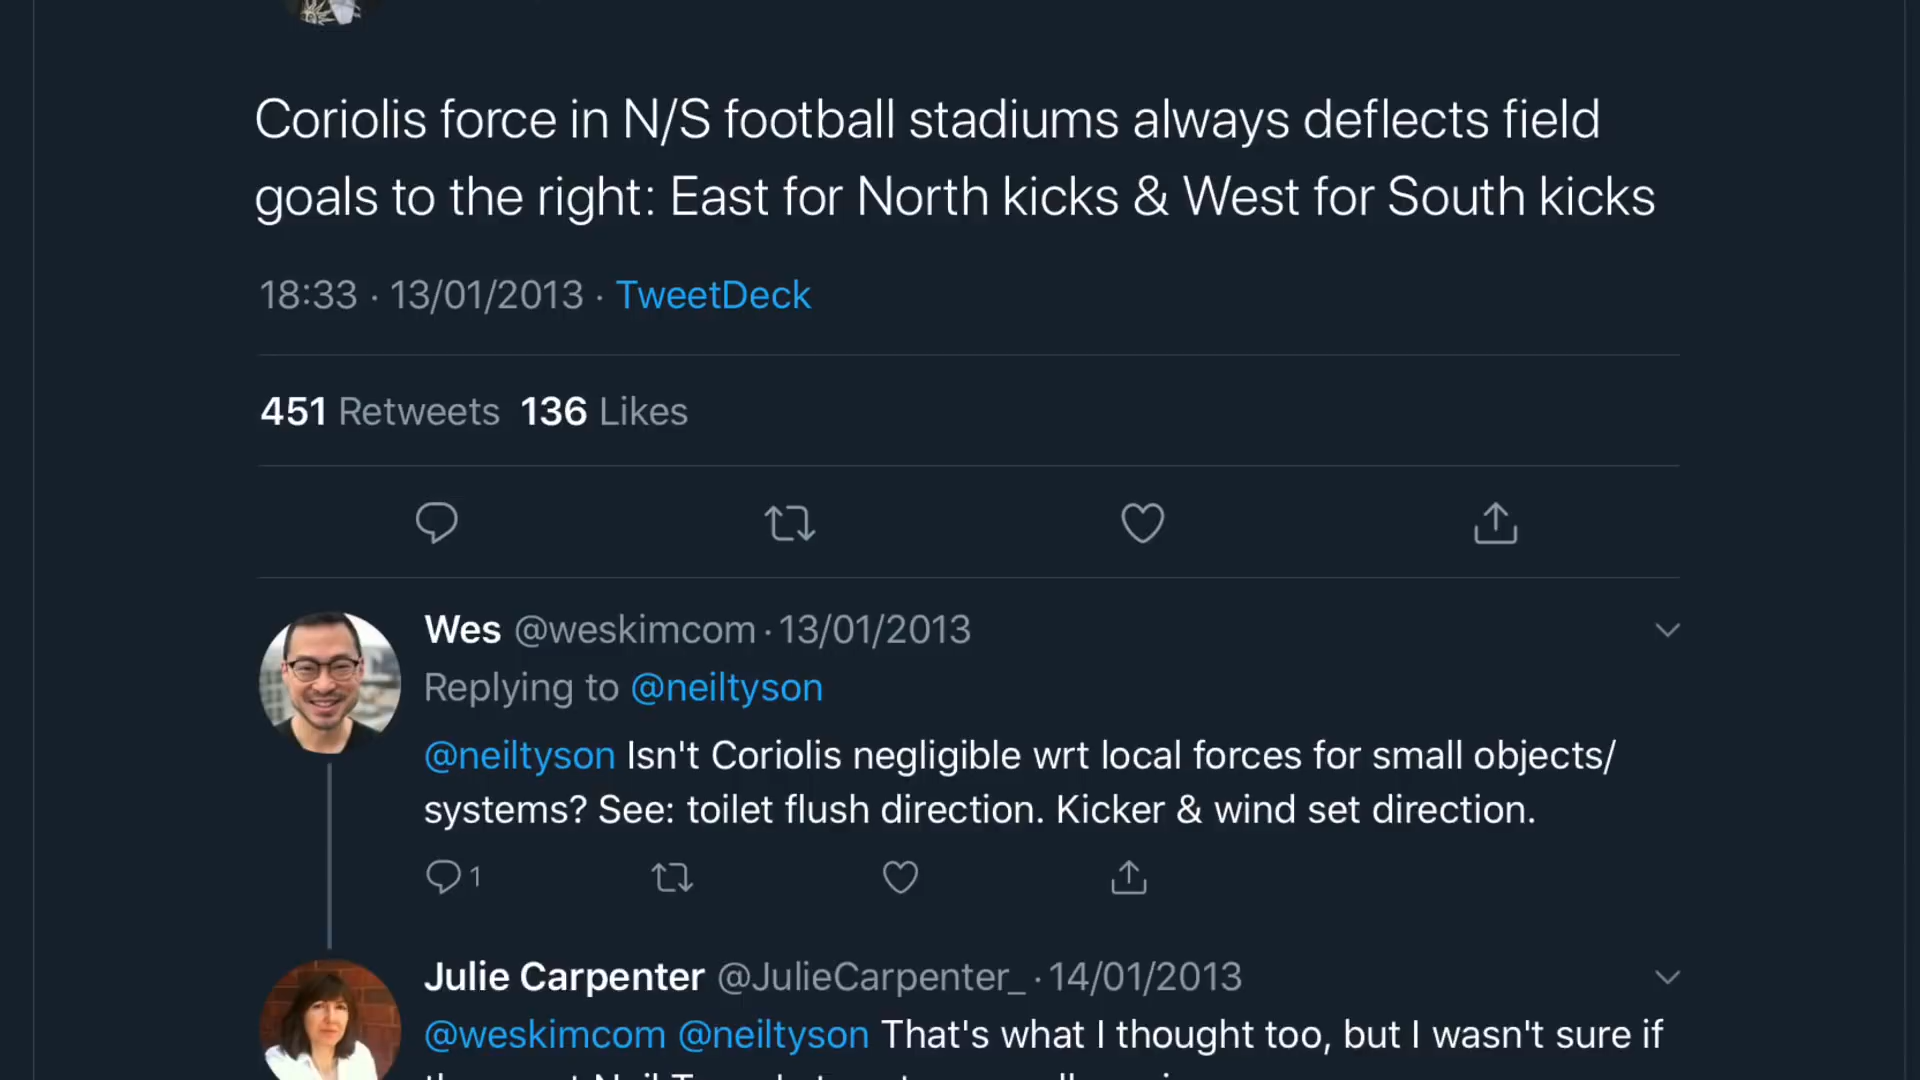 Coriolis force in N/S football stadiums always deflects field
goals to the right: East for North kicks & West for South kicks
18:33 · 13/01/2013 · TweetDeck
451 Retweets 136 Likes
Wes @weskimcom · 13/01/2013
Replying to @neiltyson
@neiltyson Isn't Coriolis negligible wrt local forces for small objects/
systems? See: toilet flush direction. Kicker & wind set direction.
1
Julie Carpenter @JulieCarpenter_ · 14/01/2013
@weskimcom @neiltyson That's what I thought too, but I wasn't sure if